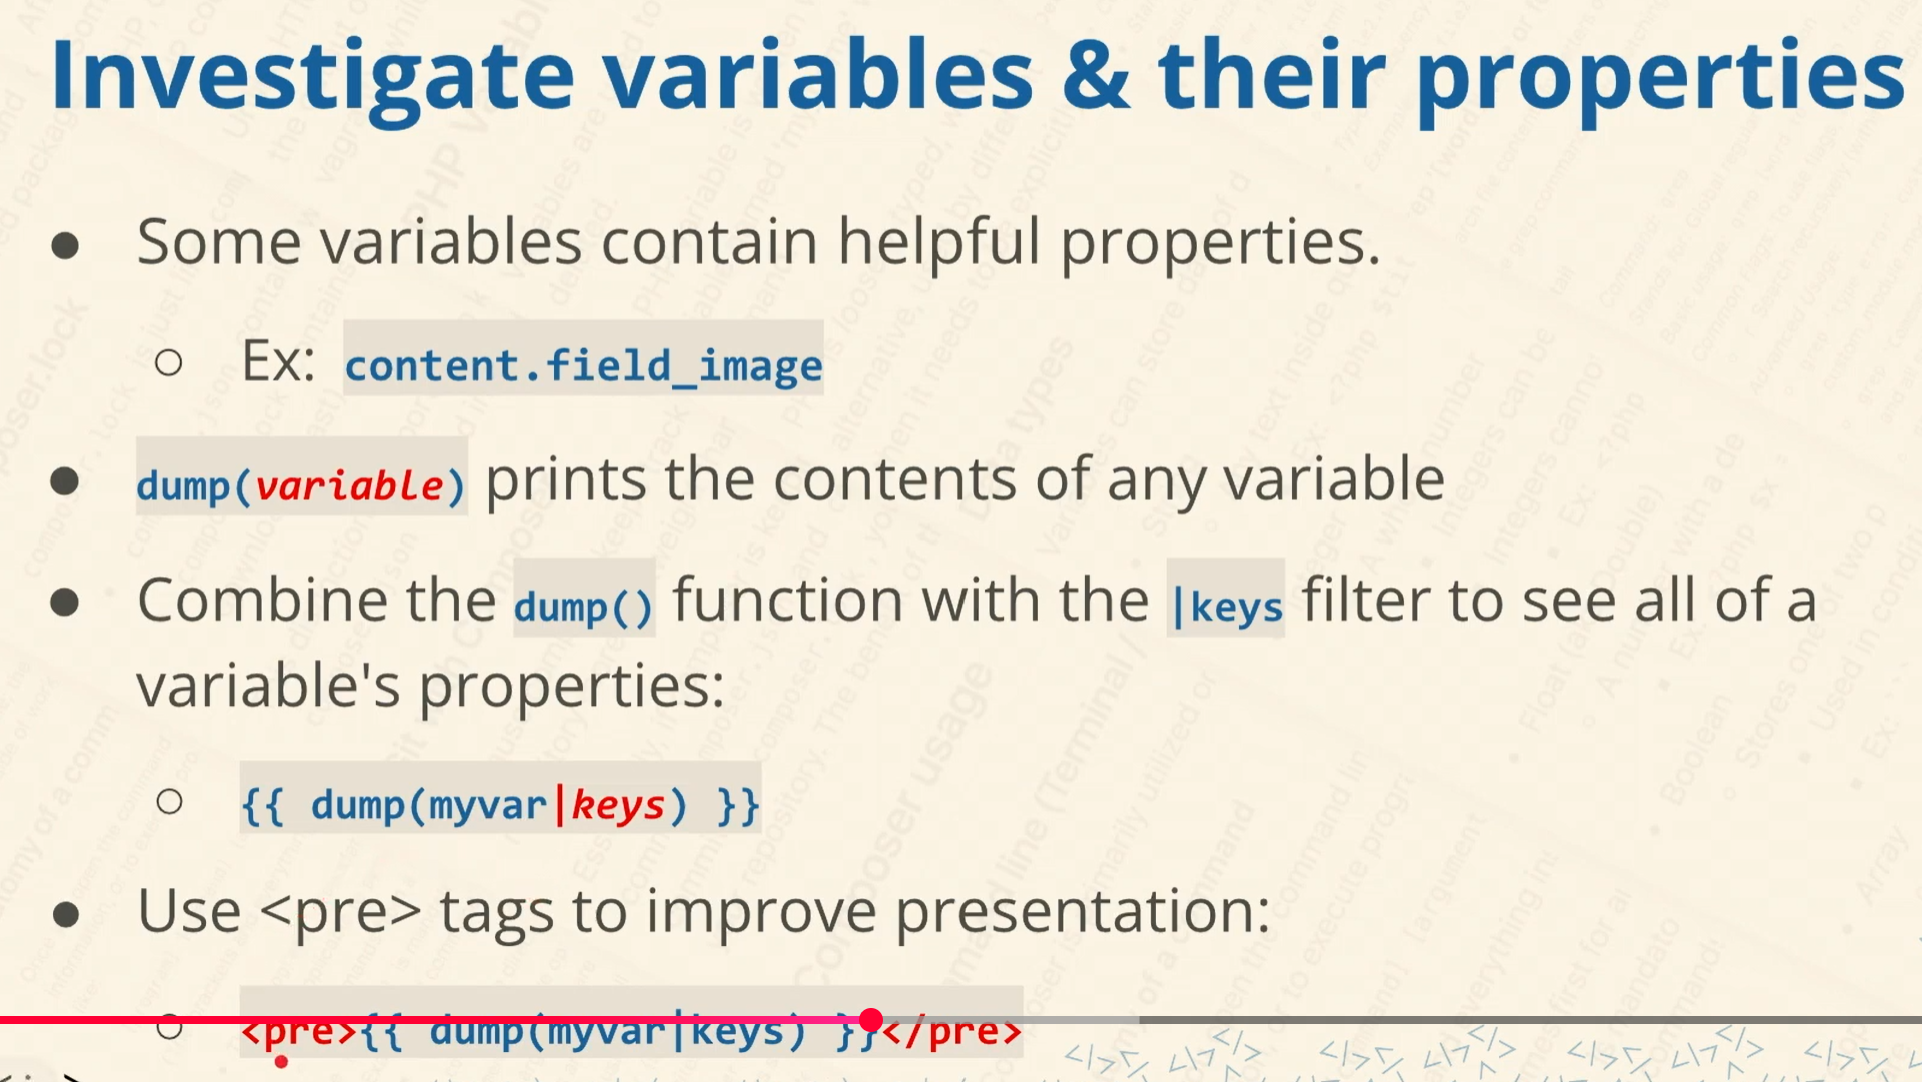 Investigate variables & their properties
● Some variables contain helpful properties.
○ Ex: content.field_image
● dump(variable) prints the contents of any variable
● Combine the dump() function with the |keys filter to see all of a
variable's properties:
○ {{ dump(myvar|keys) }}
● Use <pre> tags to improve presentation:
○ <pre>{{ dump(myvar|keys) }}</pre>